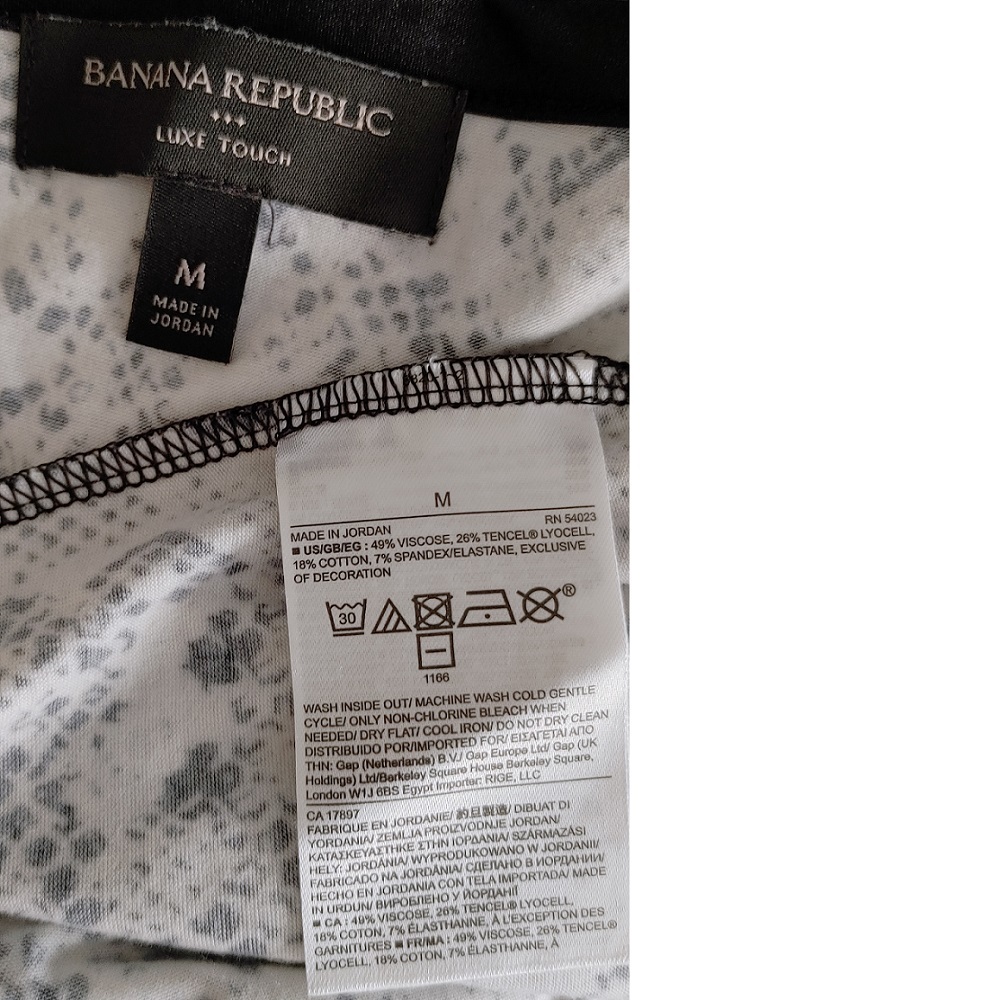 BANANA REPUBLIC
LUXE TOUCH
M
MADE IN
JORDAN
M
MADE IN JORDAN RN 54023
■ US/GB/EG : 49% VISCOSE, 26% TENCEL® LYOCELL,
18% COTTON, 7% SPANDEX/ELASTANE, EXCLUSIVE
OF DECORATION
30 ®
1166
WASH INSIDE OUT/ MACHINE WASH COLD GENTLE
CYCLE/ ONLY NON-CHLORINE BLEACH WHEN
NEEDED/ DRY FLAT/ COOL IRON/ DO NOT DRY CLEAN
DISTRIBUIDO POR/IMPORTED FOR/ ΕΙΣΑΓΕΤΑΙ ΑΠΟ
THN: Gap (Netherlands) B.V./ Gap Europe Ltd/ Gap (UK
Holdings) Ltd/Berkeley Square House Berkeley Square,
London W1J 6BS Egypt Importer: RIGE, LLC
CA 17897
FABRIQUE EN JORDANIE/ 約旦製造/ DIBUAT DI
YORDANIA/ ZEMLJA PROIZVODNJE JORDAN/
ΚΑΤΑΣΚΕΥΑΣΤΗΚΕ ΣΤΗΝ ΙΟΡΔΑΝΙΑ/ SZÁRMAZÁSI
HELY: JORDÁNIA/ WYPRODUKOWANO W JORDANII/
FABRICADO NA JORDÂNIA/ СДЕЛАНО В ИОРДАНИИ/
HECHO EN JORDANIA CON TELA IMPORTADA/ MADE
IN URDUN/ ВИРОБЛЕНО У ЙОРДАНІЇ
■ CA : 49% VISCOSE, 26% TENCEL® LYOCELL,
18% COTON, 7% ÉLASTHANNE, À L'EXCEPTION DES
GARNITURES ■ FR/MA : 49% VISCOSE, 26% TENCEL®
LYOCELL, 18% COTON, 7% ÉLASTHANNE, À